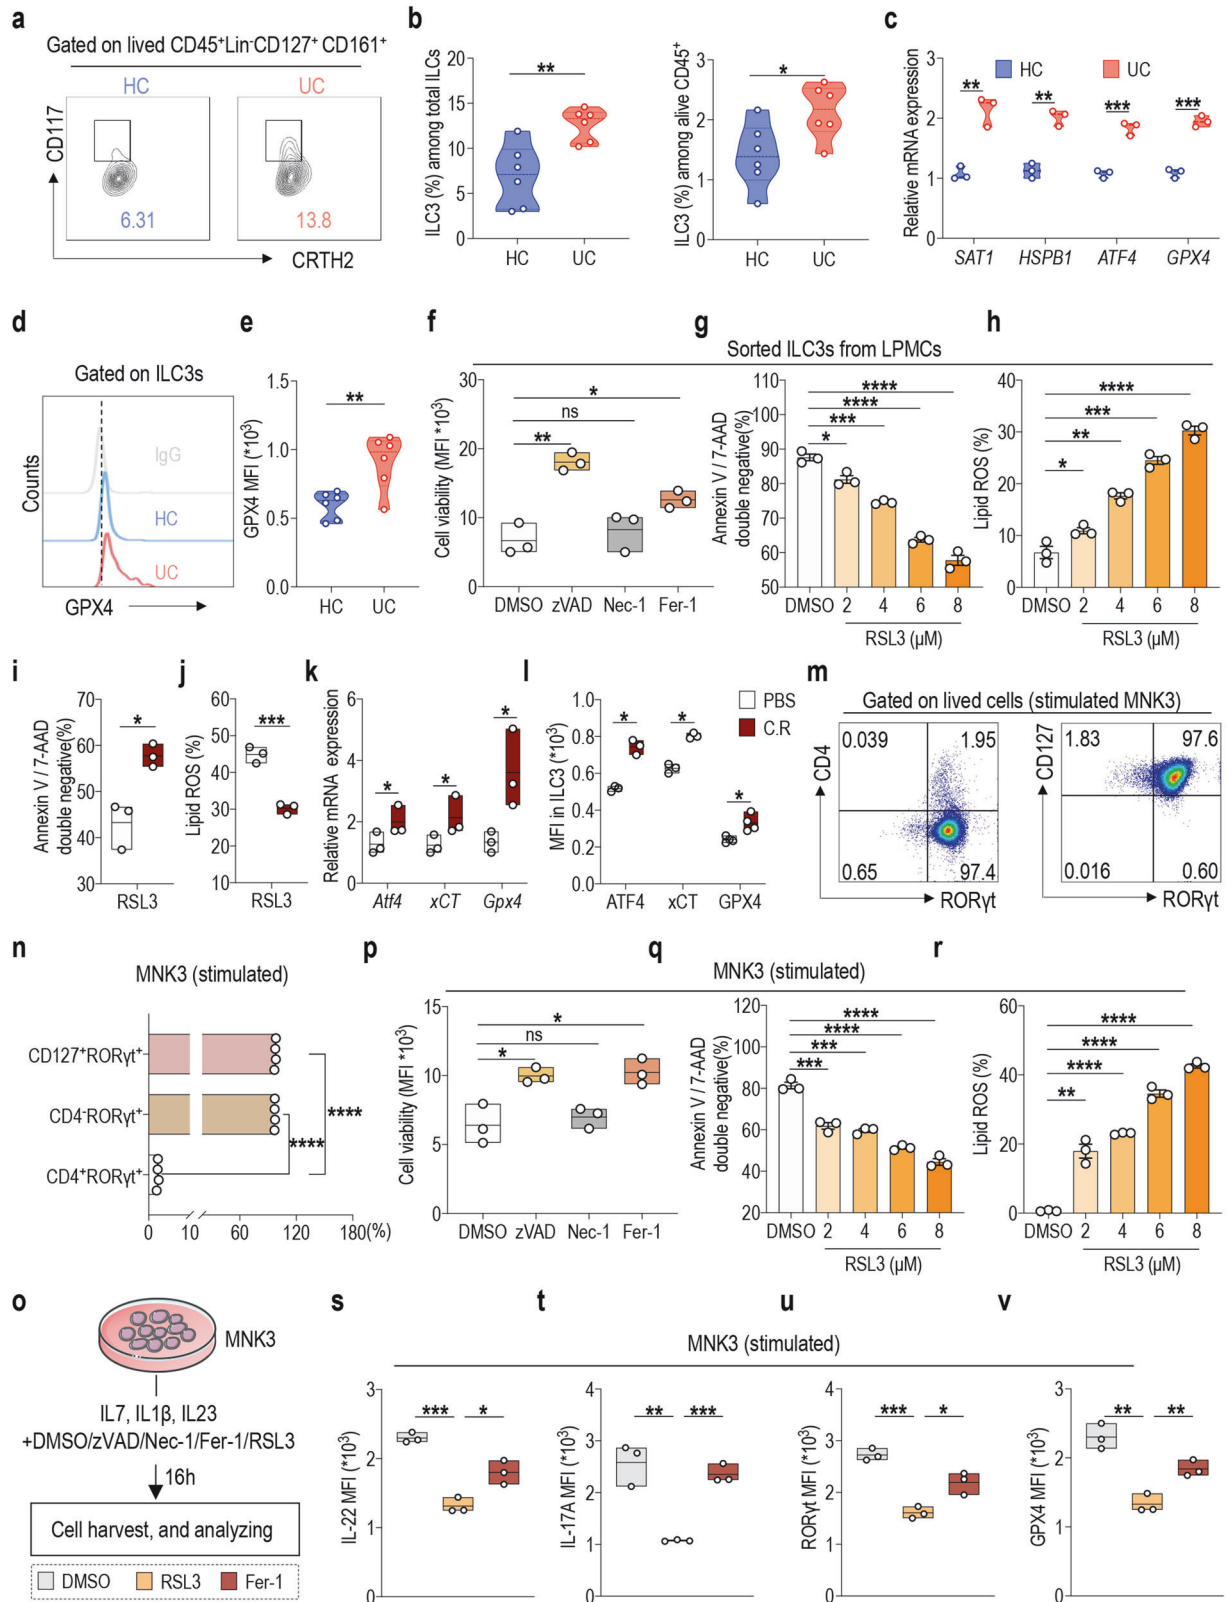 a
Gated on lived CD45⁺Lin⁻CD127⁺ CD161⁺
HC
UC
CD117
6.31
13.8
CRTH2
b
ILC3 (%) among total ILCs
20
15
10
5
0
**
HC
UC
ILC3 (%) among alive CD45⁺
3
2
1
0
*
HC
UC
c
Relative mRNA expression
3
2
1
0
HC
UC
**
**
***
***
SAT1
HSPB1
ATF4
GPX4
d
Gated on ILC3s
Counts
IgG
HC
UC
GPX4
e
GPX4 MFI (*10³)
1.5
1.0
0.5
0.0
**
HC
UC
Sorted ILC3s from LPMCs
f
Cell viability (MFI *10³)
30
20
10
0
*
ns
**
DMSO
zVAD
Nec-1
Fer-1
g
Annexin V / 7-AAD
double negative(%)
110
100
90
80
70
60
50
****
****
***
*
DMSO
2
4
6
8
RSL3 (µM)
h
Lipid ROS (%)
40
30
20
10
0
****
***
**
*
DMSO
2
4
6
8
RSL3 (µM)
i
Annexin V / 7-AAD
double negative(%)
70
60
50
40
30
*
RSL3
j
Lipid ROS (%)
60
50
40
30
20
10
***
RSL3
k
Relative mRNA expression
6
4
2
0
*
*
*
Atf4
xCT
Gpx4
l
MFI in ILC3 (*10³)
1.0
0.8
0.6
0.4
0.2
0.0
*
*
*
ATF4
xCT
GPX4
PBS
C.R
m
Gated on lived cells (stimulated MNK3)
CD4
0.039
1.95
0.65
97.4
RORγt
CD127
1.83
97.6
0.016
0.60
RORγt
n
MNK3 (stimulated)
CD127⁺RORγt⁺
CD4⁻RORγt⁺
CD4⁺RORγt⁺
****
****
0
10
60
120
180(%)
MNK3 (stimulated)
p
Cell viability (MFI *10³)
15
10
5
0
*
ns
*
DMSO
zVAD
Nec-1
Fer-1
q
Annexin V / 7-AAD
double negative(%)
120
100
80
60
40
20
****
****
***
***
DMSO
2
4
6
8
RSL3 (µM)
r
Lipid ROS (%)
60
40
20
0
****
****
****
**
DMSO
2
4
6
8
RSL3 (µM)
o
MNK3
IL7, IL1β, IL23
+DMSO/zVAD/Nec-1/Fer-1/RSL3
16h
Cell harvest, and analyzing
DMSO
RSL3
Fer-1
MNK3 (stimulated)
s
IL-22 MFI (*10³)
3
2
1
0
***
*
t
IL-17A MFI (*10³)
4
3
2
1
0
**
***
u
RORγt MFI (*10³)
4
3
2
1
0
***
*
v
GPX4 MFI (*10³)
3
2
1
0
**
**